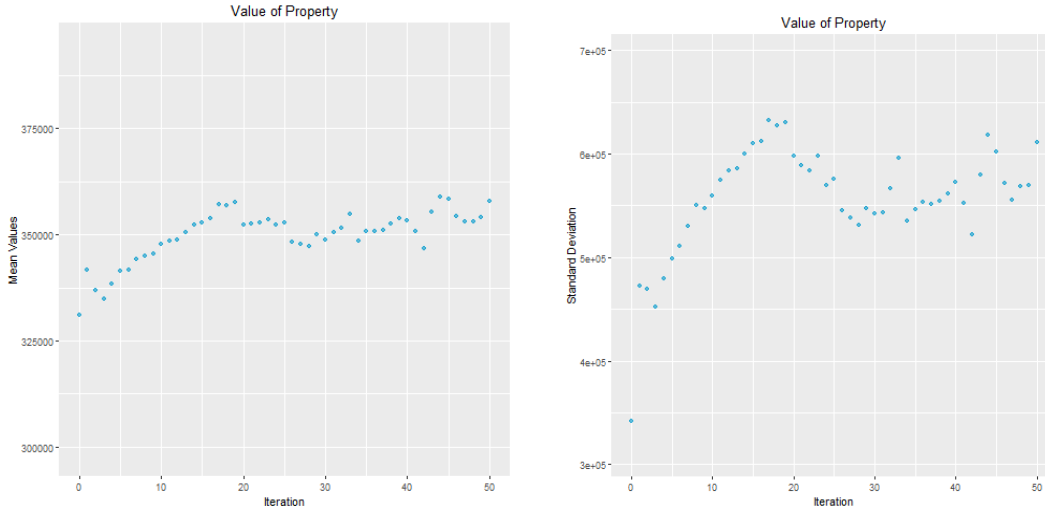 Value of Property
375000
350000
325000
300000
Mean Values
0 10 20 30 40 50
Iteration
Value of Property
7e+05
6e+05
5e+05
4e+05
3e+05
Standard Deviation
0 10 20 30 40 50
Iteration